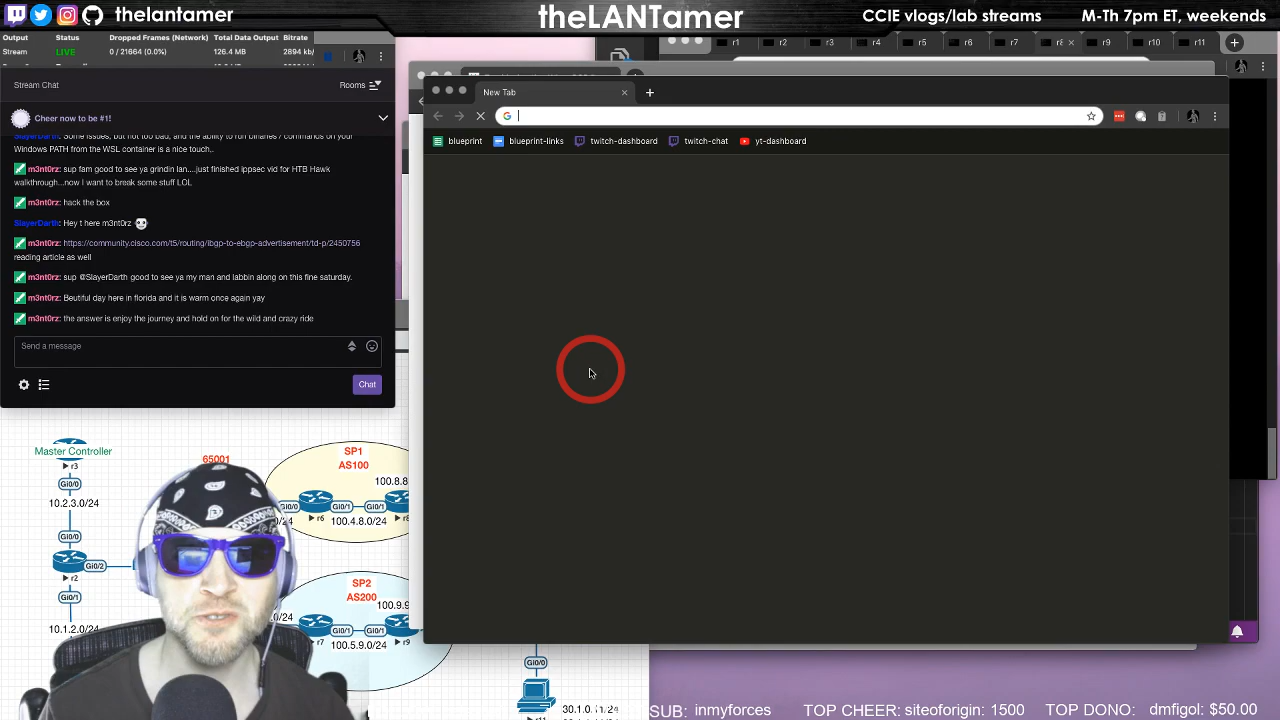 thelantamer
theLANTamer
CCIE vlogs/lab streams M-Th 7pm ET, weekends
Output Status Dropped Frames (Network) Total Data Output Bitrate
Stream LIVE 0 / 21664 (0.0%) 126.4 MB 2894 kb/
r1 r2 r3 r4 r5 r6 r7 r8 r9 r10 r11
Stream Chat Rooms
Cheer now to be #1!
SlayerDarth: Some issues, but not too bad, and the ability to run binaries / commands on your
Windows PATH from the WSL container is a nice touch..
m3nt0rz: sup fam good to see ya grindin lan....just finished ippsec vid for HTB Hawk
walkthrough...now I want to break some stuff LOL
m3nt0rz: hack the box
SlayerDarth: Hey t here m3nt0rz
m3nt0rz: https://community.cisco.com/t5/routing/ibgp-to-ebgp-advertisement/td-p/2450756
reading article as well
m3nt0rz: sup @SlayerDarth good to see ya my man and labbin along on this fine saturday.
m3nt0rz: Beutiful day here in florida and it is warm once again yay
m3nt0rz: the answer is enjoy the journey and hold on for the wild and crazy ride
Send a message
Chat
New Tab
blueprint blueprint-links twitch-dashboard twitch-chat yt-dashboard
Master Controller
r3
Gi0/0
10.2.3.0/24
Gi0/0
Gi0/2
r2
Gi0/1
10.1.2.0/24
65001
SP1
AS100
100.8.8
Gi0/1 Gi0/1
r6 r8
100.4.8.0/24
SP2
AS200
100.9.9
Gi0/1 Gi0/1
r7 r9
100.5.9.0/24
Gi0/0
SUB: inmyforces TOP CHEER: siteoforigin: 1500 TOP DONO: dmfigol: $50.00